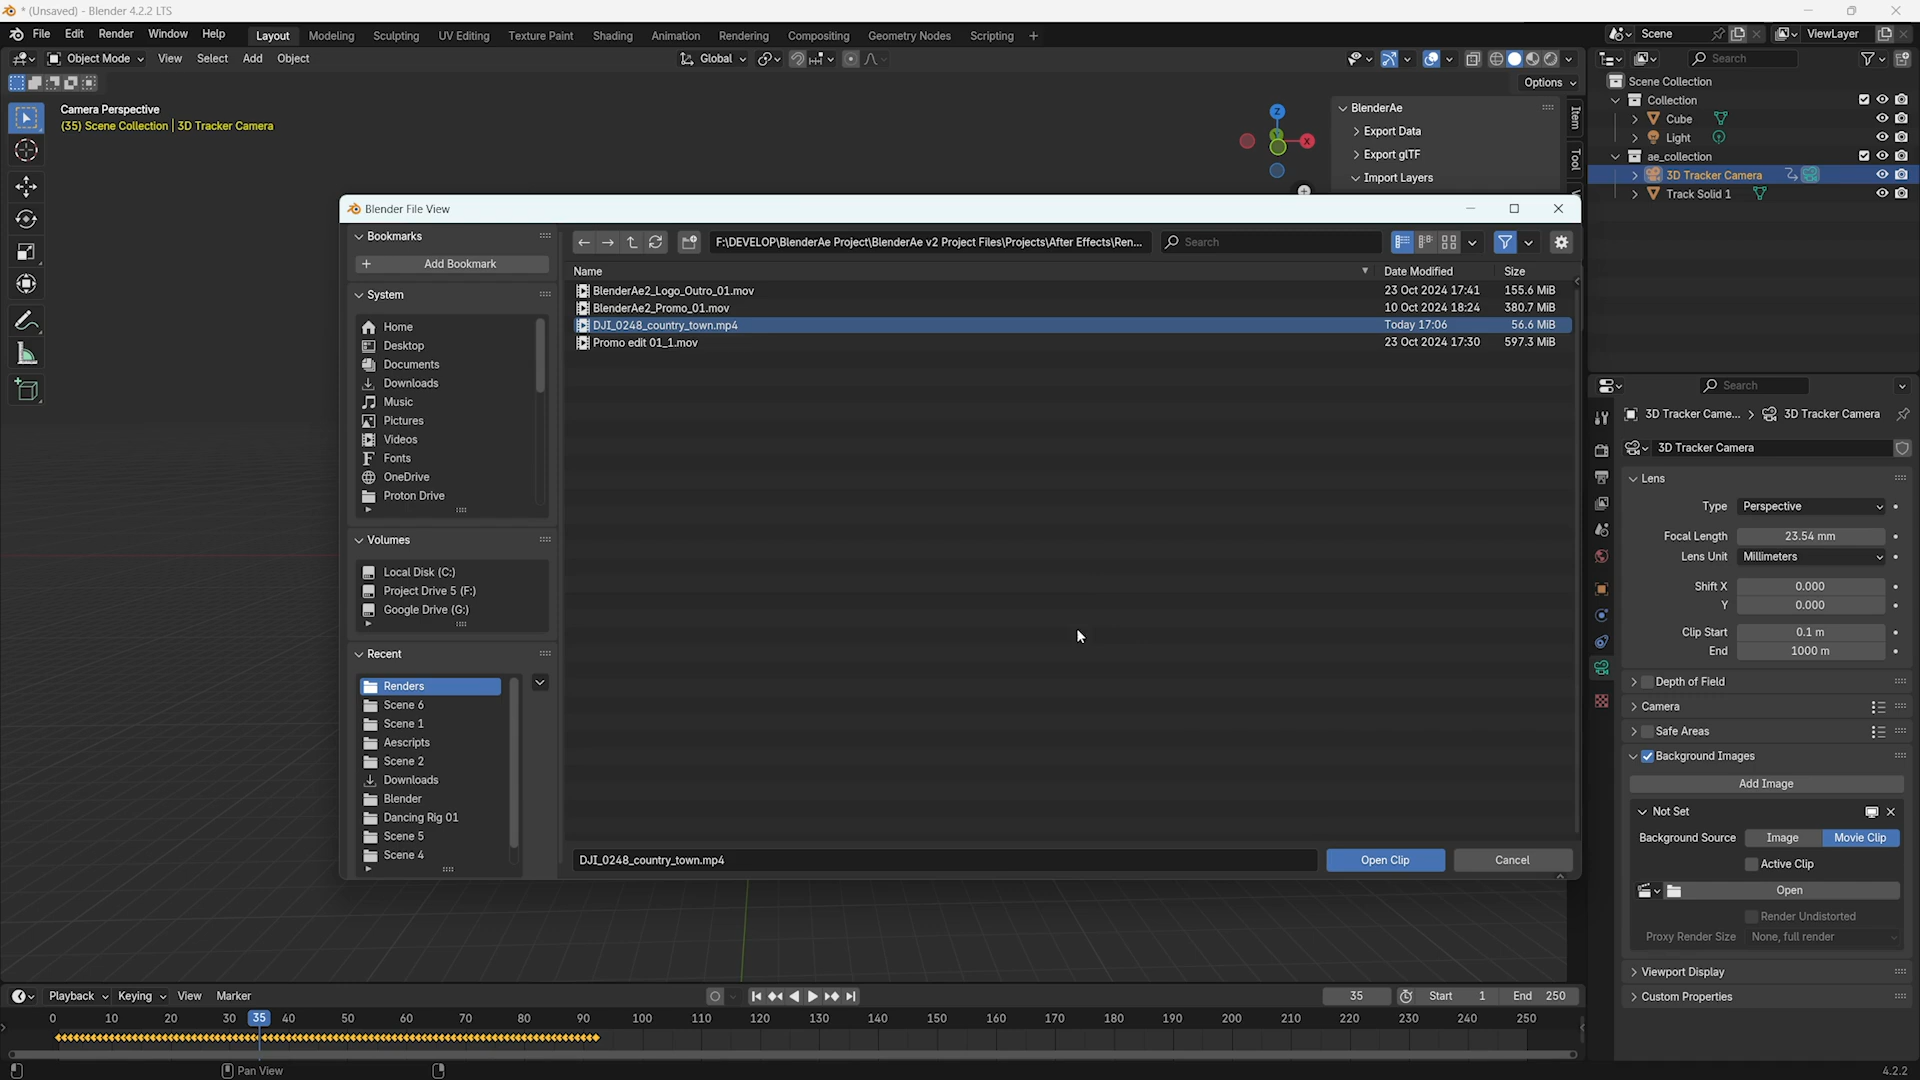 * (Unsaved) - Blender 4.2.2 LTS
File Edit Render Window Help Layout Modeling Sculpting UV Editing Texture Paint Shading Animation Rendering Compositing Geometry Nodes Scripting + Scene ViewLayer
Object Mode View Select Add Object Global Search
Options
Camera Perspective
(35) Scene Collection | 3D Tracker Camera
Z
X
BlenderAe
Export Data
Export glTF
Import Layers
Item
Tool
Scene Collection
Collection
Cube
Light
ae_collection
3D Tracker Camera
Track Solid 1
Blender File View
Bookmarks
Add Bookmark
System
Home
Desktop
Documents
Downloads
Music
Pictures
Videos
Fonts
OneDrive
Proton Drive
Volumes
Local Disk (C:)
Project Drive 5 (F:)
Google Drive (G:)
Recent
Renders
Scene 6
Scene 1
Aescripts
Scene 2
Downloads
Blender
Dancing Rig 01
Scene 5
Scene 4
F:\DEVELOP\BlenderAe Project\BlenderAe v2 Project Files\Projects\After Effects\Ren... Search
Name Date Modified Size
BlenderAe2_Logo_Outro_01.mov 23 Oct 2024 17:41 155.6 MiB
BlenderAe2_Promo_01.mov 10 Oct 2024 18:24 380.7 MiB
DJI_0248_country_town.mp4 Today 17:06 56.6 MiB
Promo edit 01_1.mov 23 Oct 2024 17:30 597.3 MiB
DJI_0248_country_town.mp4 Open Clip Cancel
Search
3D Tracker Came... > 3D Tracker Camera
3D Tracker Camera
Lens
Type Perspective
Focal Length 23.54 mm
Lens Unit Millimeters
Shift X 0.000
Y 0.000
Clip Start 0.1 m
End 1000 m
Depth of Field
Camera
Safe Areas
Background Images
Add Image
Not Set
Background Source Image Movie Clip
Active Clip
Open
Render Undistorted
Proxy Render Size None, full render
Viewport Display
Custom Properties
Playback Keying View Marker 35 Start 1 End 250
0 10 20 30 35 40 50 60 70 80 90 100 110 120 130 140 150 160 170 180 190 200 210 220 230 240 250
Pan View 4.2.2